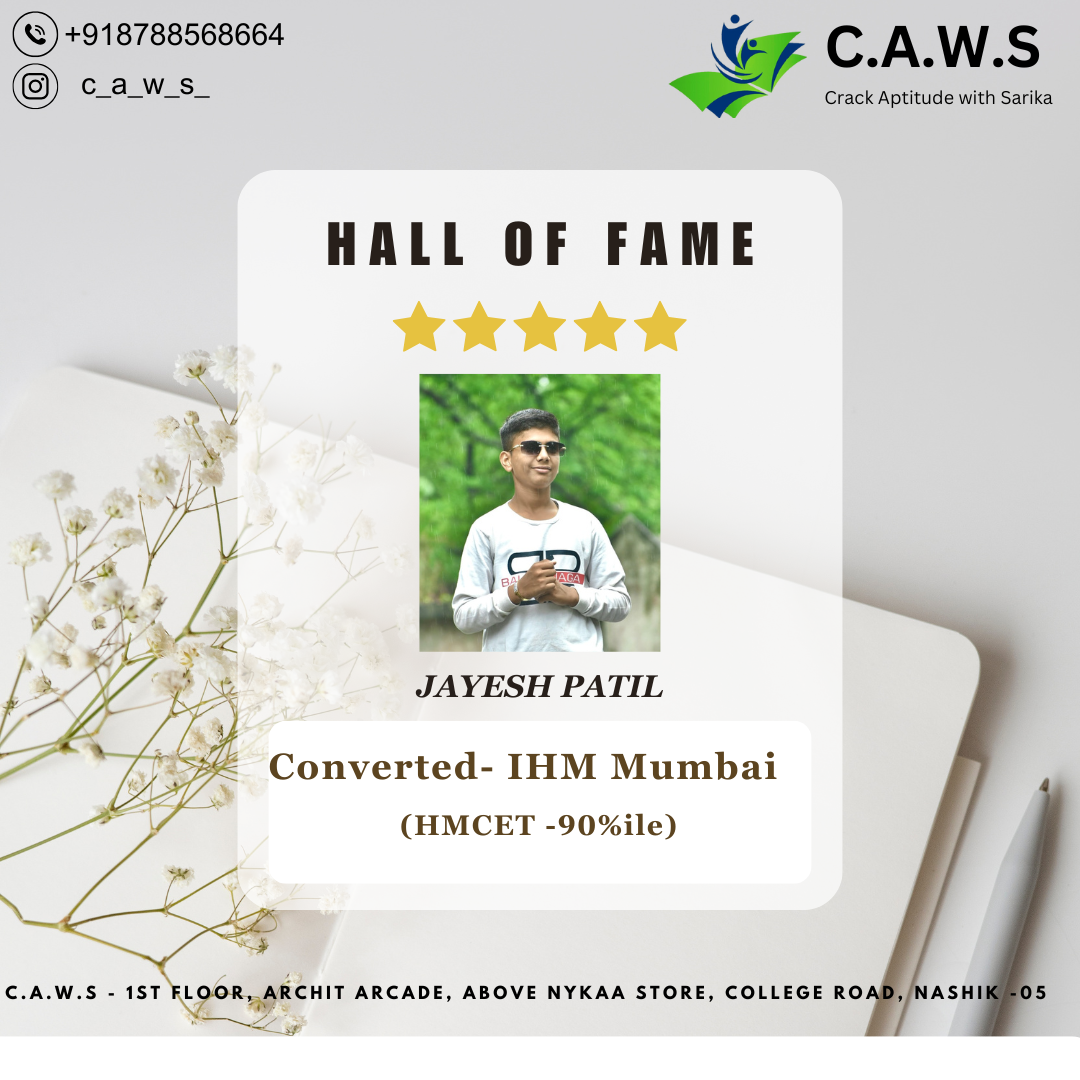 +918788568664
c_a_w_s_
C.A.W.S
Crack Aptitude with Sarika
HALL OF FAME
JAYESH PATIL
Converted- IHM Mumbai
(HMCET -90%ile)
C.A.W.S - 1ST FLOOR, ARCHIT ARCADE, ABOVE NYKAA STORE, COLLEGE ROAD, NASHIK -05